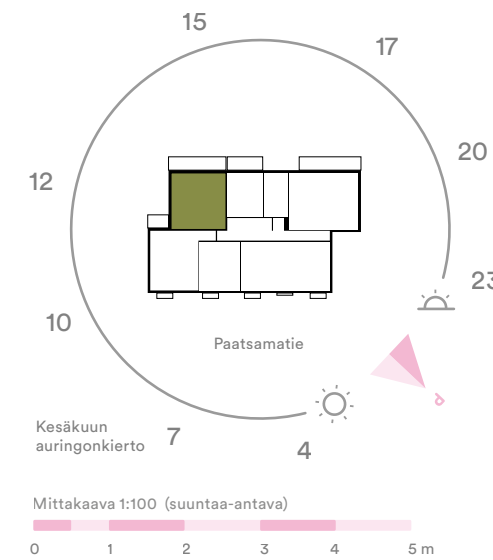 15
17
20
12
23
10
Paatsamatie
P
Kesäkuun
auringonkierto
7
4
Mittakaava 1:100 (suuntaa-antava)
0 1 2 3 4 5 m